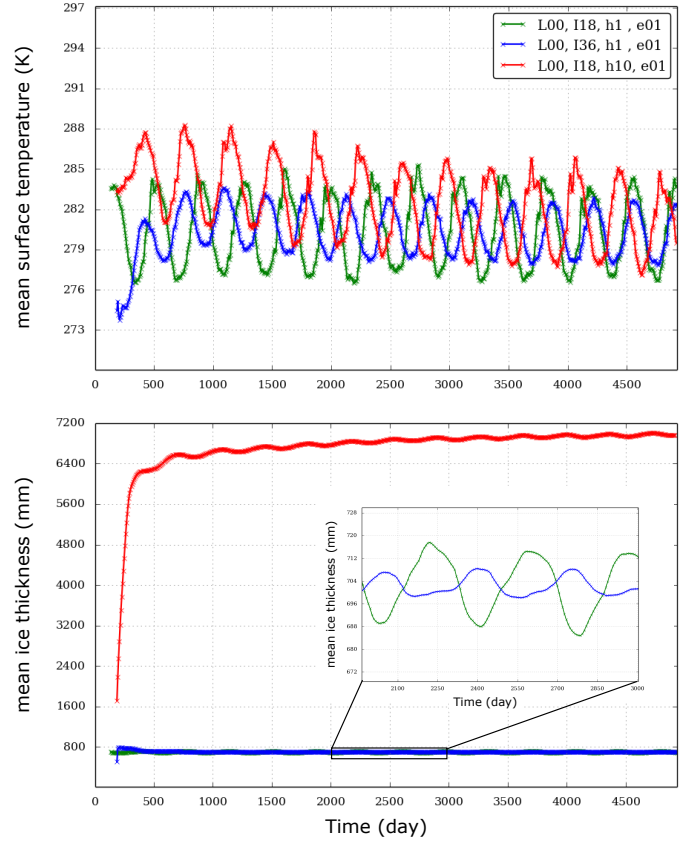 297
294
291
288
285
282
279
276
273
mean surface temperature (K)
L00, I18, h1 , e01
L00, I36, h1 , e01
L00, I18, h10, e01
0 500 1000 1500 2000 2500 3000 3500 4000 4500
7200
6400
5600
4800
4000
3200
2400
1600
800
mean ice thickness (mm)
728
720
712
704
696
688
680
672
mean ice thickness (mm)
2100 2250 2400 2550 2700 2850 3000
Time (day)
0 500 1000 1500 2000 2500 3000 3500 4000 4500
Time (day)